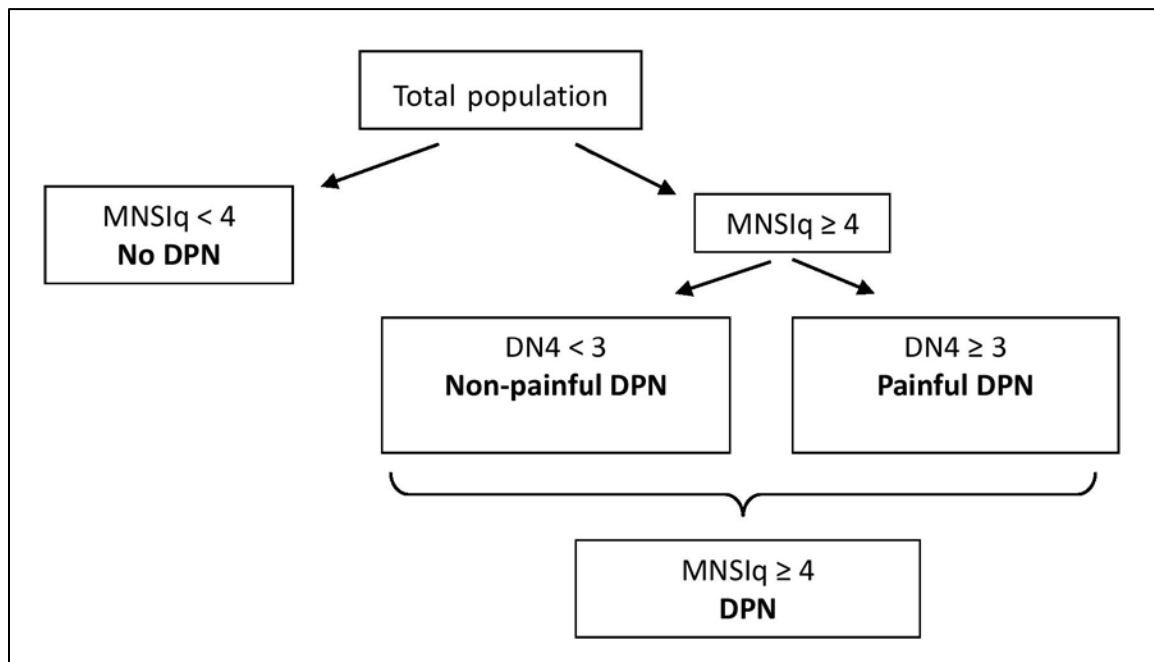 Total population
MNSIq < 4
No DPN
MNSIq ≥ 4
DN4 < 3
Non-painful DPN
DN4 ≥ 3
Painful DPN
MNSIq ≥ 4
DPN